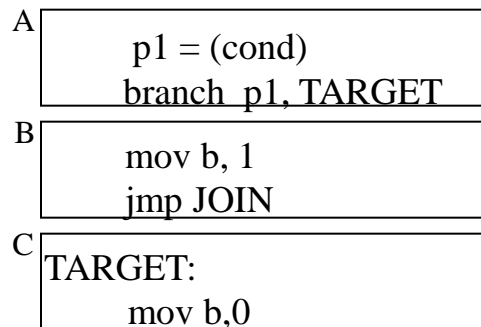 A
p1 = (cond)
branch p1, TARGET
B
mov b, 1
jmp JOIN
C
TARGET:
mov b,0